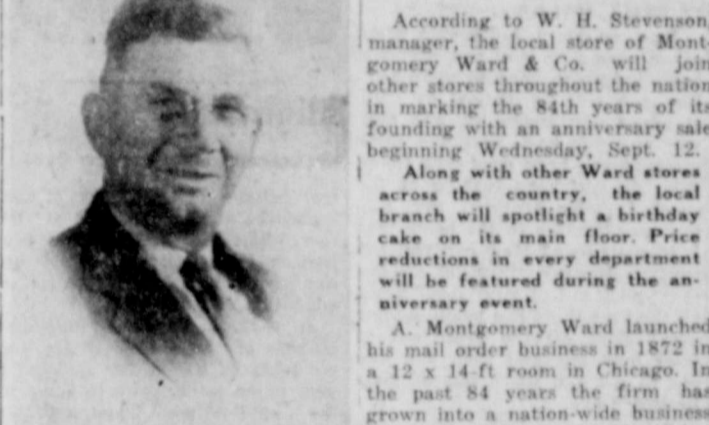 According to W. H. Stevenson,
manager, the local store of Mont-
gomery Ward & Co. will join
other stores throughout the nation
in marking the 84th years of its
founding with an anniversary sale
beginning Wednesday, Sept. 12.
Along with other Ward stores
across the country, the local
branch will spotlight a birthday
cake on its main floor. Price
reductions in every department
will be featured during the an-
niversary event.
A. Montgomery Ward launched
his mail order business in 1872 in
a 12 x 14-ft room in Chicago. In
the past 84 years the firm has
grown into a nation-wide business